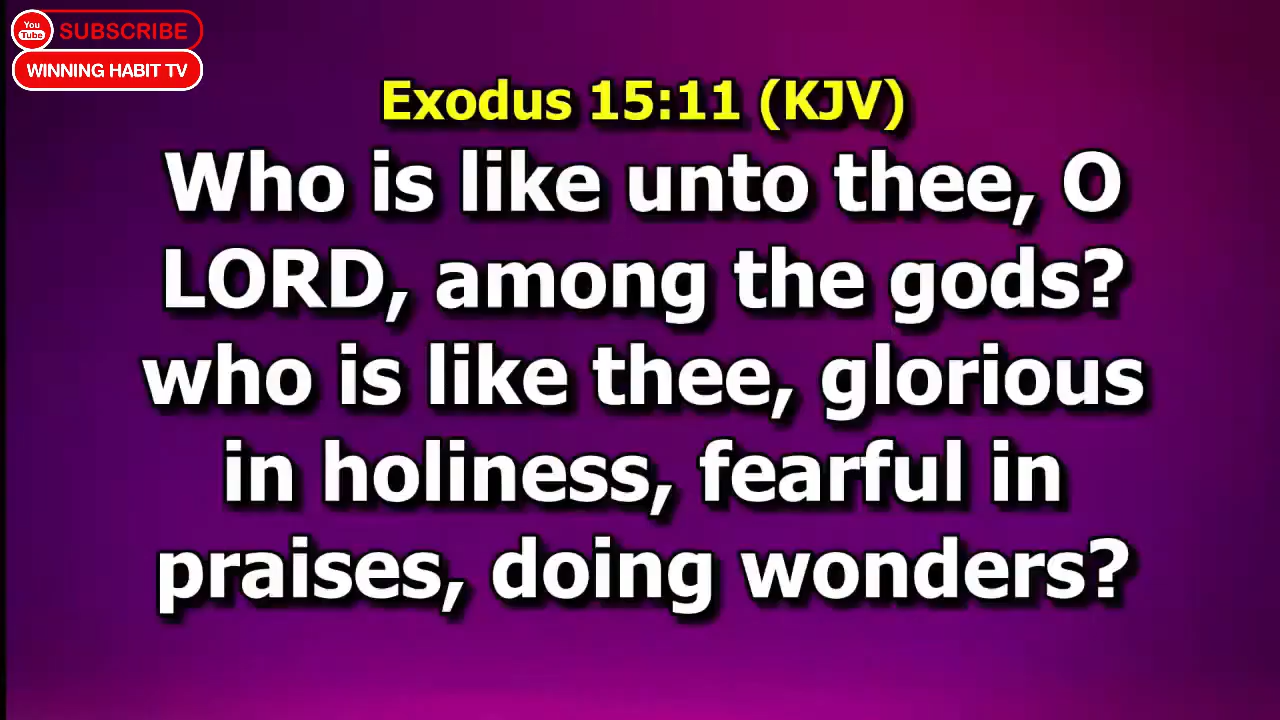 You
Tube
SUBSCRIBE
WINNING HABIT TV
Exodus 15:11 (KJV)
Who is like unto thee, O
LORD, among the gods?
who is like thee, glorious
in holiness, fearful in
praises, doing wonders?